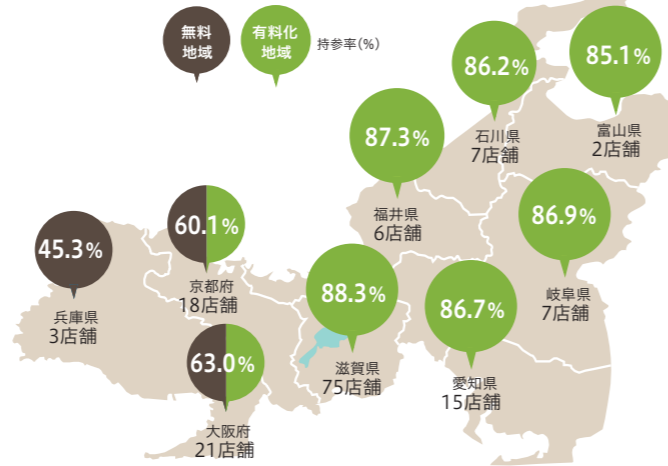 無料
地域
有料化
地域
持参率(%)
86.2%
石川県
7店舗
85.1%
富山県
2店舗
87.3%
福井県
6店舗
86.9%
岐阜県
7店舗
60.1%
京都府
18店舗
45.3%
兵庫県
3店舗
88.3%
滋賀県
75店舗
86.7%
愛知県
15店舗
63.0%
大阪府
21店舗